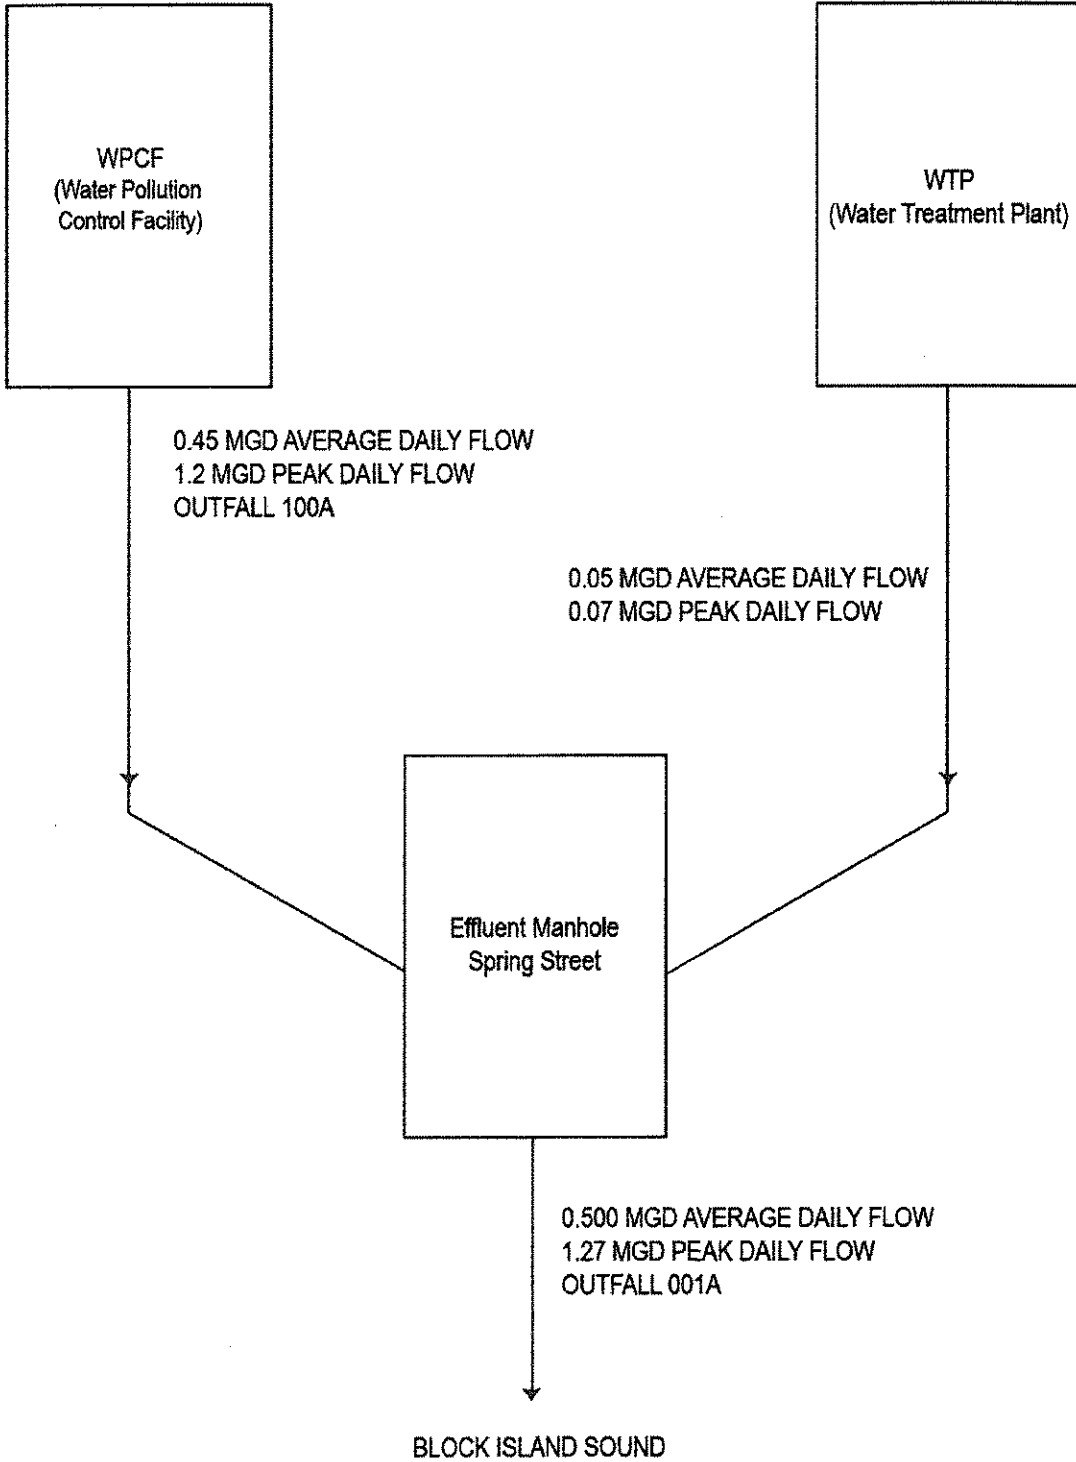 WPCF
(Water Pollution
Control Facility)
WTP
(Water Treatment Plant)
0.45 MGD AVERAGE DAILY FLOW
1.2 MGD PEAK DAILY FLOW
OUTFALL 100A
0.05 MGD AVERAGE DAILY FLOW
0.07 MGD PEAK DAILY FLOW
Effluent Manhole
Spring Street
0.500 MGD AVERAGE DAILY FLOW
1.27 MGD PEAK DAILY FLOW
OUTFALL 001A
BLOCK ISLAND SOUND